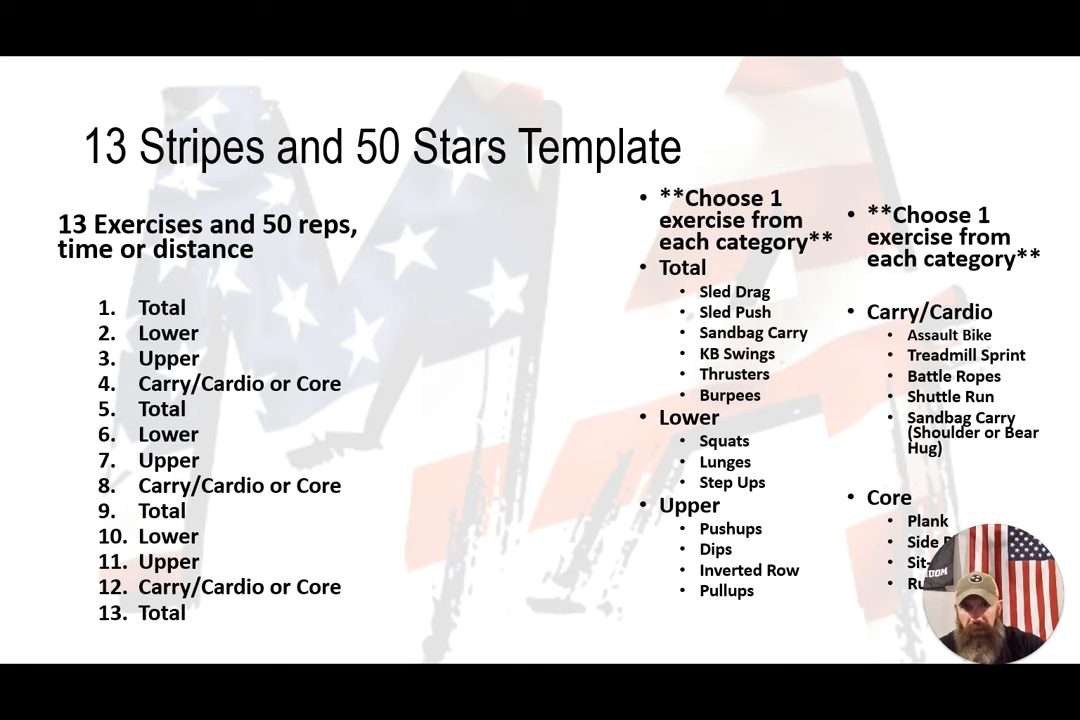 13 Stripes and 50 Stars Template
13 Exercises and 50 reps,
time or distance
1. Total
2. Lower
3. Upper
4. Carry/Cardio or Core
5. Total
6. Lower
7. Upper
8. Carry/Cardio or Core
9. Total
10. Lower
11. Upper
12. Carry/Cardio or Core
13. Total
• **Choose 1
exercise from
each category**
• Total
• Sled Drag
• Sled Push
• Sandbag Carry
• KB Swings
• Thrusters
• Burpees
• Lower
• Squats
• Lunges
• Step Ups
• Upper
• Pushups
• Dips
• Inverted Row
• Pullups
• **Choose 1
exercise from
each category**
• Carry/Cardio
• Assault Bike
• Treadmill Sprint
• Battle Ropes
• Shuttle Run
• Sandbag Carry
(Shoulder or Bear
Hug)
• Core
• Plank
• Side
• Sit-